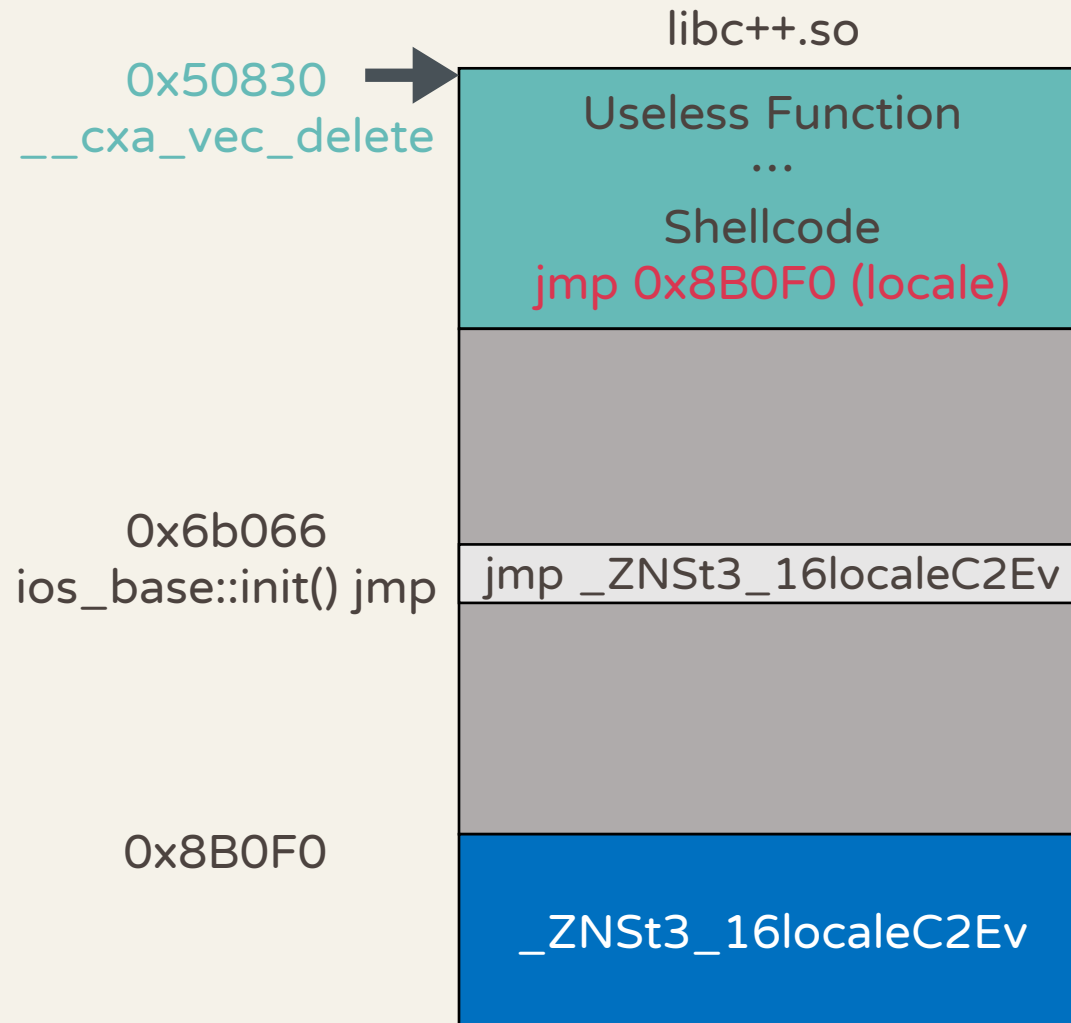 libc++.so
0x50830
__cxa_vec_delete
Useless Function
...
Shellcode
jmp 0x8B0F0 (locale)
0x6b066
ios_base::init() jmp
jmp _ZNSt3_16localeC2Ev
0x8B0F0
_ZNSt3_16localeC2Ev